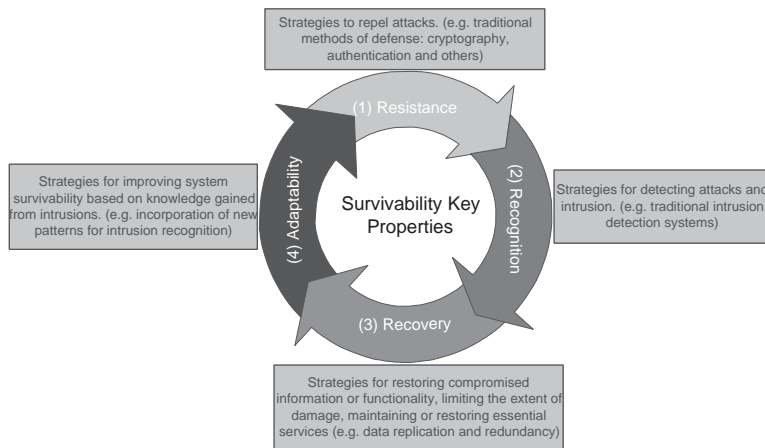 Strategies to repel attacks. (e.g. traditional
methods of defense: cryptography,
authentication and others)
(1) Resistance
(2) Recognition
Strategies for detecting attacks and
intrusion. (e.g. traditional intrusion
detection systems)
(3) Recovery
Strategies for restoring compromised
information or functionality, limiting the extent of
damage, maintaining or restoring essential
services (e.g. data replication and redundancy)
(4) Adaptability
Strategies for improving system
survivability based on knowledge gained
from intrusions. (e.g. incorporation of new
patterns for intrusion recognition)
Survivability Key
Properties